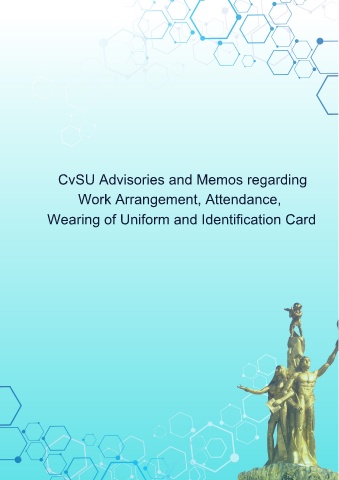 CvSU Advisories and Memos regarding
Work Arrangement, Attendance,
Wearing of Uniform and Identification Card